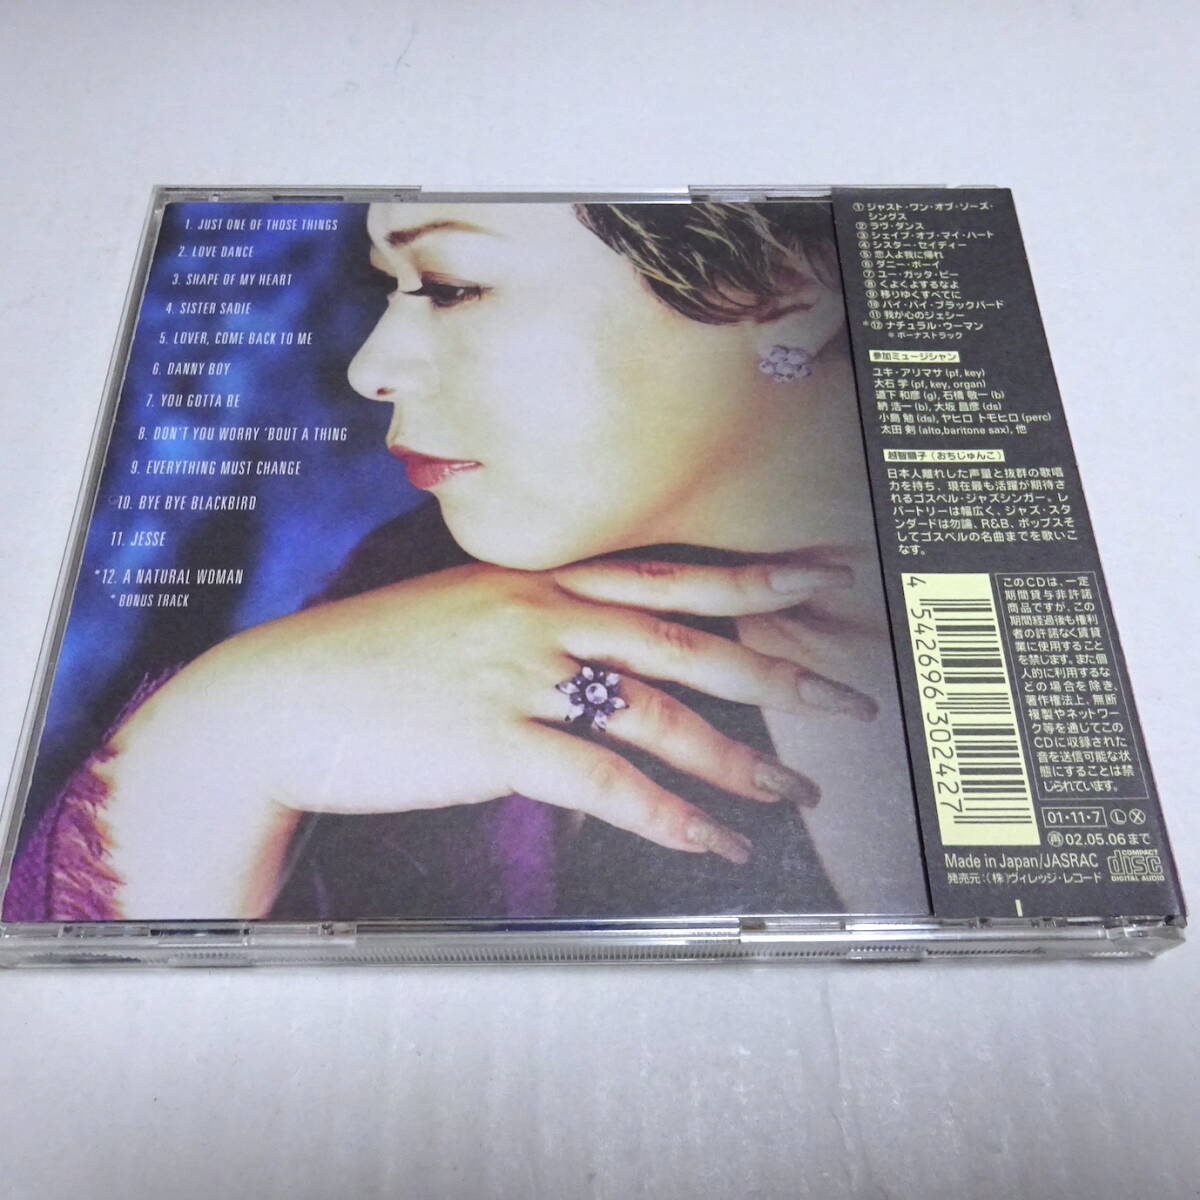 1. JUST ONE OF THOSE THINGS
2. LOVE DANCE
3. SHAPE OF MY HEART
4. SISTER SADIE
5. LOVER, COME BACK TO ME
6. DANNY BOY
7. YOU GOTTA BE
8. DON'T YOU WORRY 'BOUT A THING
9. EVERYTHING MUST CHANGE
10. BYE BYE BLACKBIRD
11. JESSE
*12. A NATURAL WOMAN
* BONUS TRACK
①ジャスト・ワン・オブ・ゾーズ・
シングス
②ラヴ・ダンス
③シェイプ・オブ・マイ・ハート
④シスター・セイディー
⑤恋人よ我に帰れ
⑥ダニー・ボーイ
⑦ユー・ガッタ・ビー
⑧くよくよするなよ
⑨移りゆくすべてに
⑩バイ・バイ・ブラックバード
⑪我が心のジェシー
*⑫ナチュラル・ウーマン
※ボーナストラック
参加ミュージシャン
ユキ・アリマサ (pf, key)
大石 学 (pf, key, organ)
道下 和彦 (g), 石橋 敬一 (b)
納 浩一 (b), 大坂 昌彦 (ds)
小島 勉 (ds), ヤヒロ トモヒロ (perc)
太田 剣 (alto,baritone sax), 他
越智順子（おちじゅんこ）
日本人離れした声量と抜群の歌唱
力を持ち、現在最も活躍が期待さ
れるゴスペル・ジャズシンガー。レ
パートリーは幅広く、ジャズ・スタ
ンダードは勿論、R&B、ポップスそ
してゴスペルの名曲までを歌いこ
なす。
4 542696 302427
このCDは、一定
期間貸与非許諾
商品ですが、この
期間経過後も権利
者の許諾なく賃貸
業に使用すること
を禁じます。また個
人的に利用するな
どの場合を除き、
著作権法上、無断
複製やネットワー
ク等を通じてこの
CDに収録された
音を送信可能な状
態にすることは禁
じられています。
01・11・7 Ⓛ Ⓧ
㊢02.05.06まで
Made in Japan/JASRAC
発売元：(株)ヴィレッジ・レコード
COMPACT
disc
DIGITAL AUDIO
I